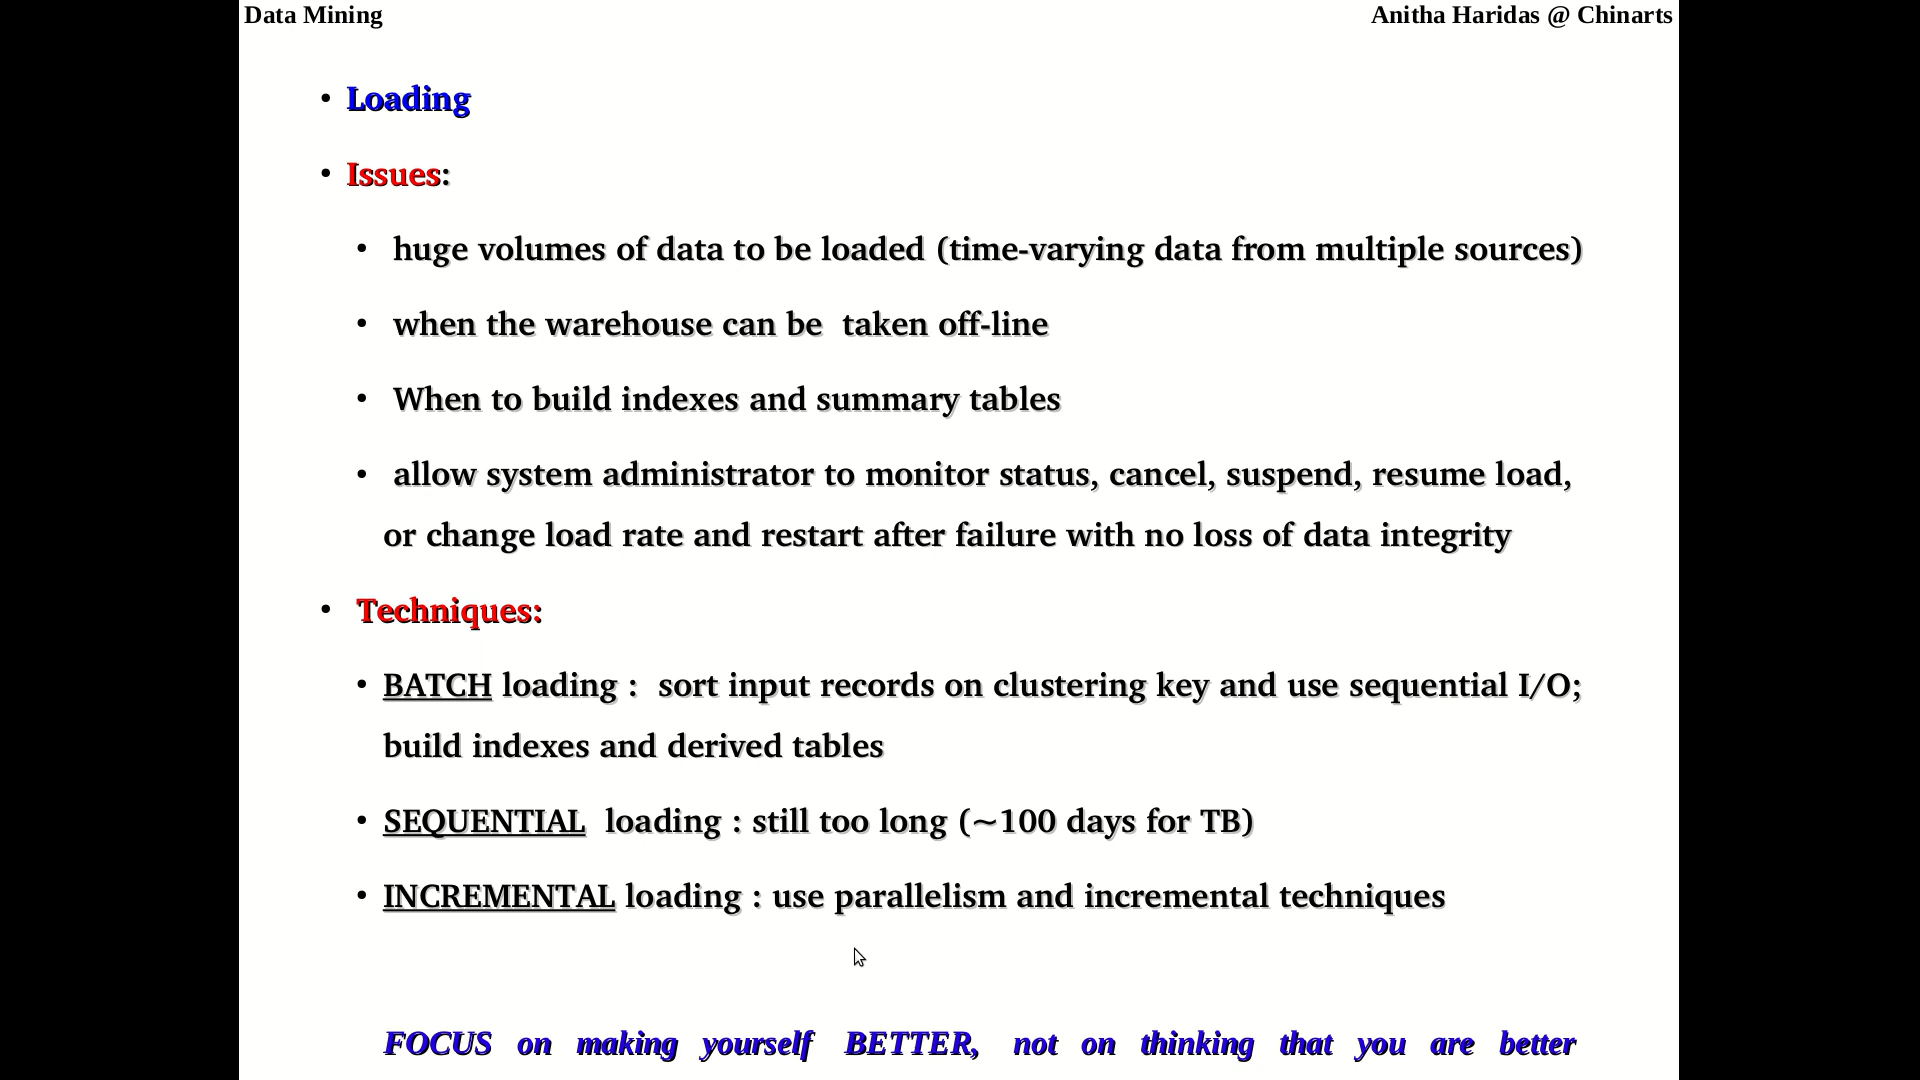 Data Mining
Anitha Haridas @ Chinarts
• Loading
• Issues:
• huge volumes of data to be loaded (time-varying data from multiple sources)
• when the warehouse can be  taken off-line
• When to build indexes and summary tables
• allow system administrator to monitor status, cancel, suspend, resume load,
or change load rate and restart after failure with no loss of data integrity
• Techniques:
• BATCH loading :  sort input records on clustering key and use sequential I/O;
build indexes and derived tables
• SEQUENTIAL  loading : still too long (~100 days for TB)
• INCREMENTAL loading : use parallelism and incremental techniques
FOCUS on making yourself BETTER, not on thinking that you are better